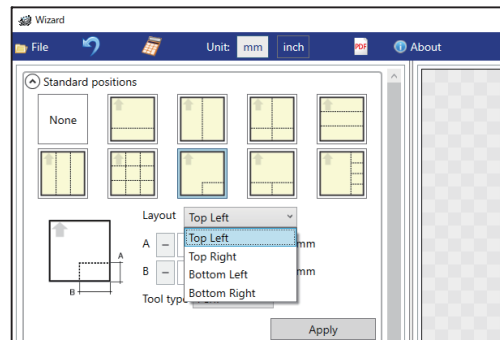 Wizard
File Unit: mm inch PDF About
Standard positions
None
Layout Top Left
Top Left
A – mm
Top Right
B – mm
Bottom Left
Bottom Right
Tool type
A
B
Apply